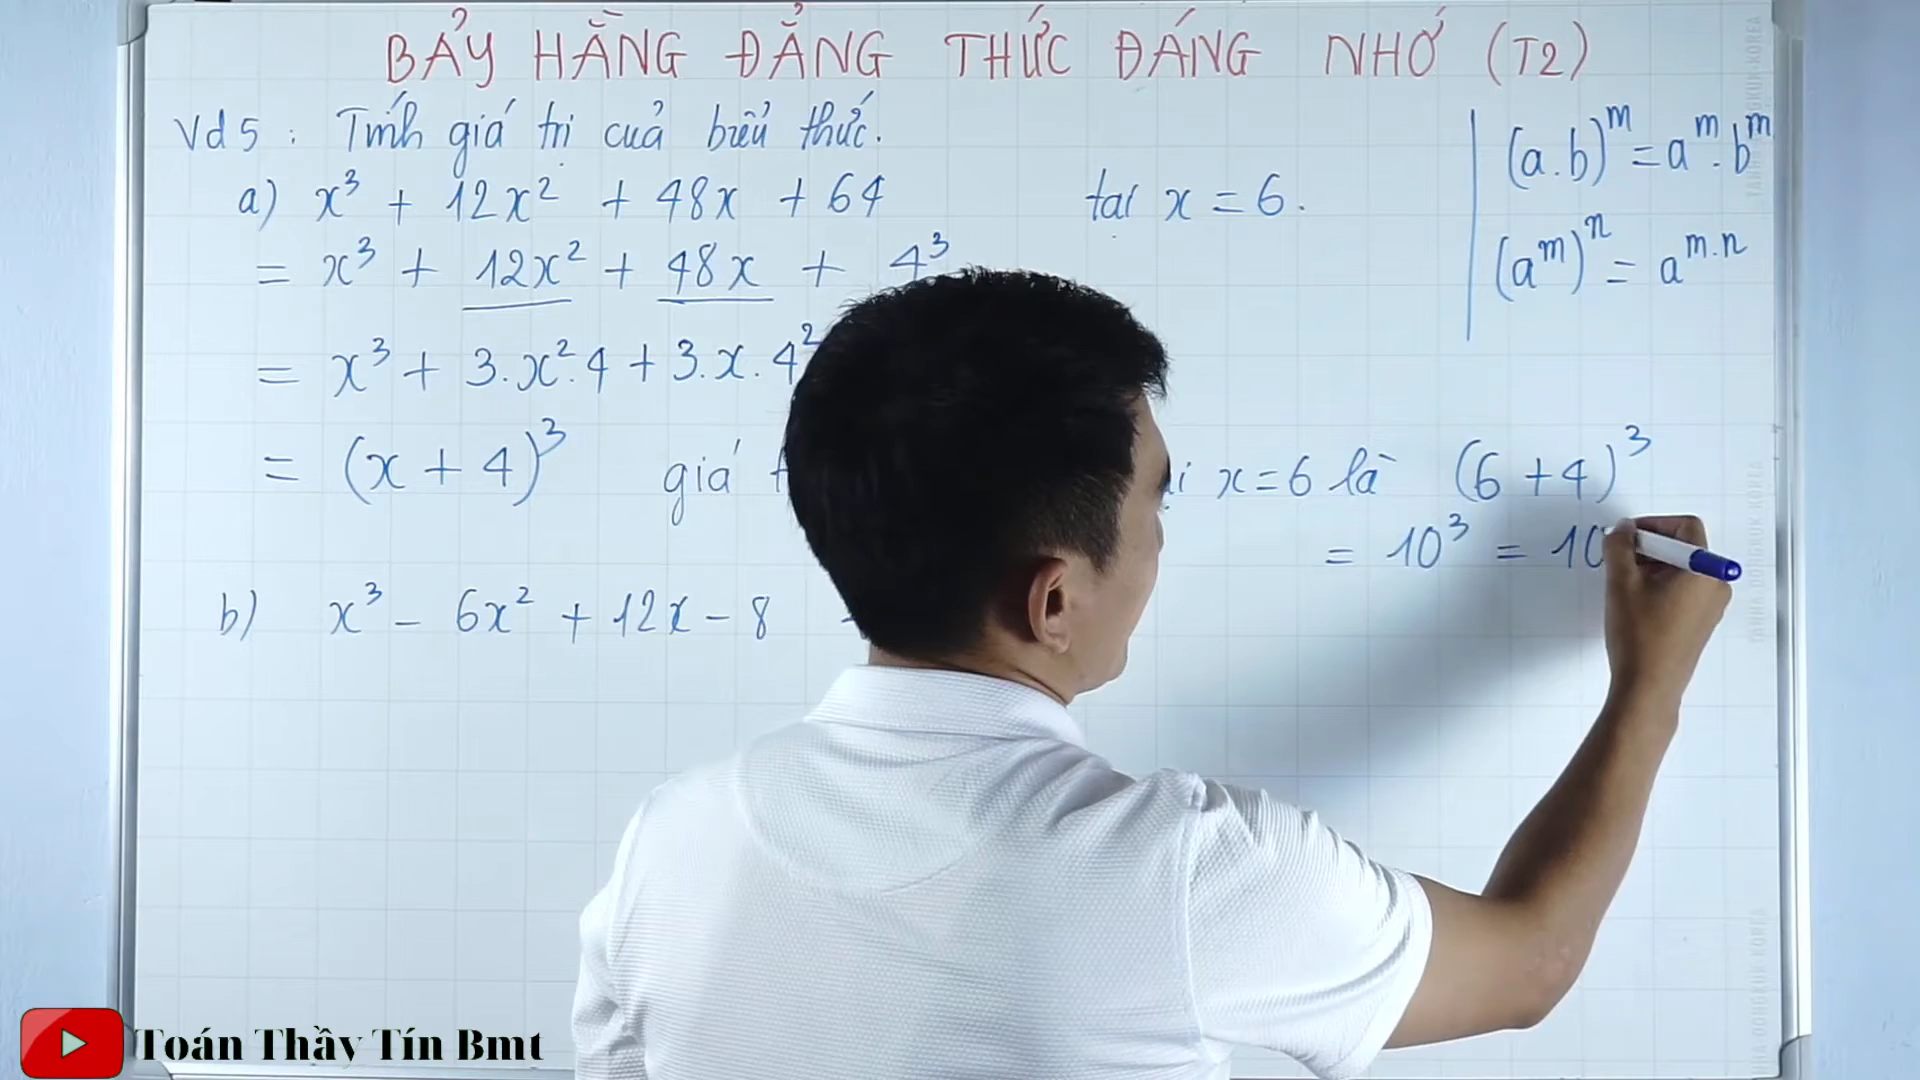 BẢY HẰNG ĐẲNG THỨC ĐÁNG NHỚ (T2)
Vd5 : Tính giá trị của biểu thức.
a) x³ + 12x² + 48x + 64 tại x = 6.
= x³ + 12x² + 48x + 4³
= x³ + 3.x².4 + 3.x.4²
= (x + 4)³ giá x=6 là (6 + 4)³
= 10³ = 10
b) x³ - 6x² + 12x - 8
(a.b)ᵐ = aᵐ.bᵐ
(aᵐ)ⁿ = aᵐ·ⁿ
Toán Thầy Tín Bmt